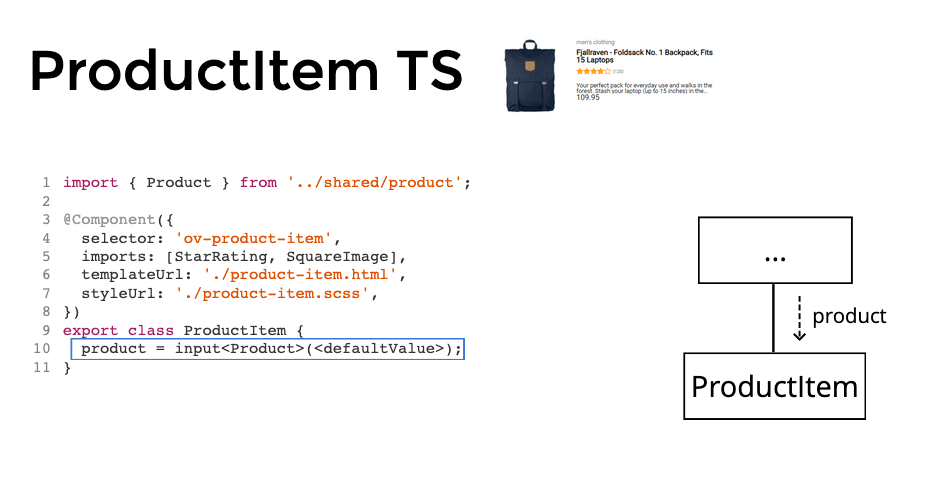 ProductItem TS
men's clothing
Fjallraven - Foldsack No. 1 Backpack, Fits
15 Laptops
(120)
Your perfect pack for everyday use and walks in the
forest. Stash your laptop (up to 15 inches) in the...
109.95
1 import { Product } from '../shared/product';
2
3 @Component({
4 selector: 'ov-product-item',
5 imports: [StarRating, SquareImage],
6 templateUrl: './product-item.html',
7 styleUrl: './product-item.scss',
8 })
9 export class ProductItem {
10 product = input<Product>(<defaultValue>);
11 }
...
product
ProductItem